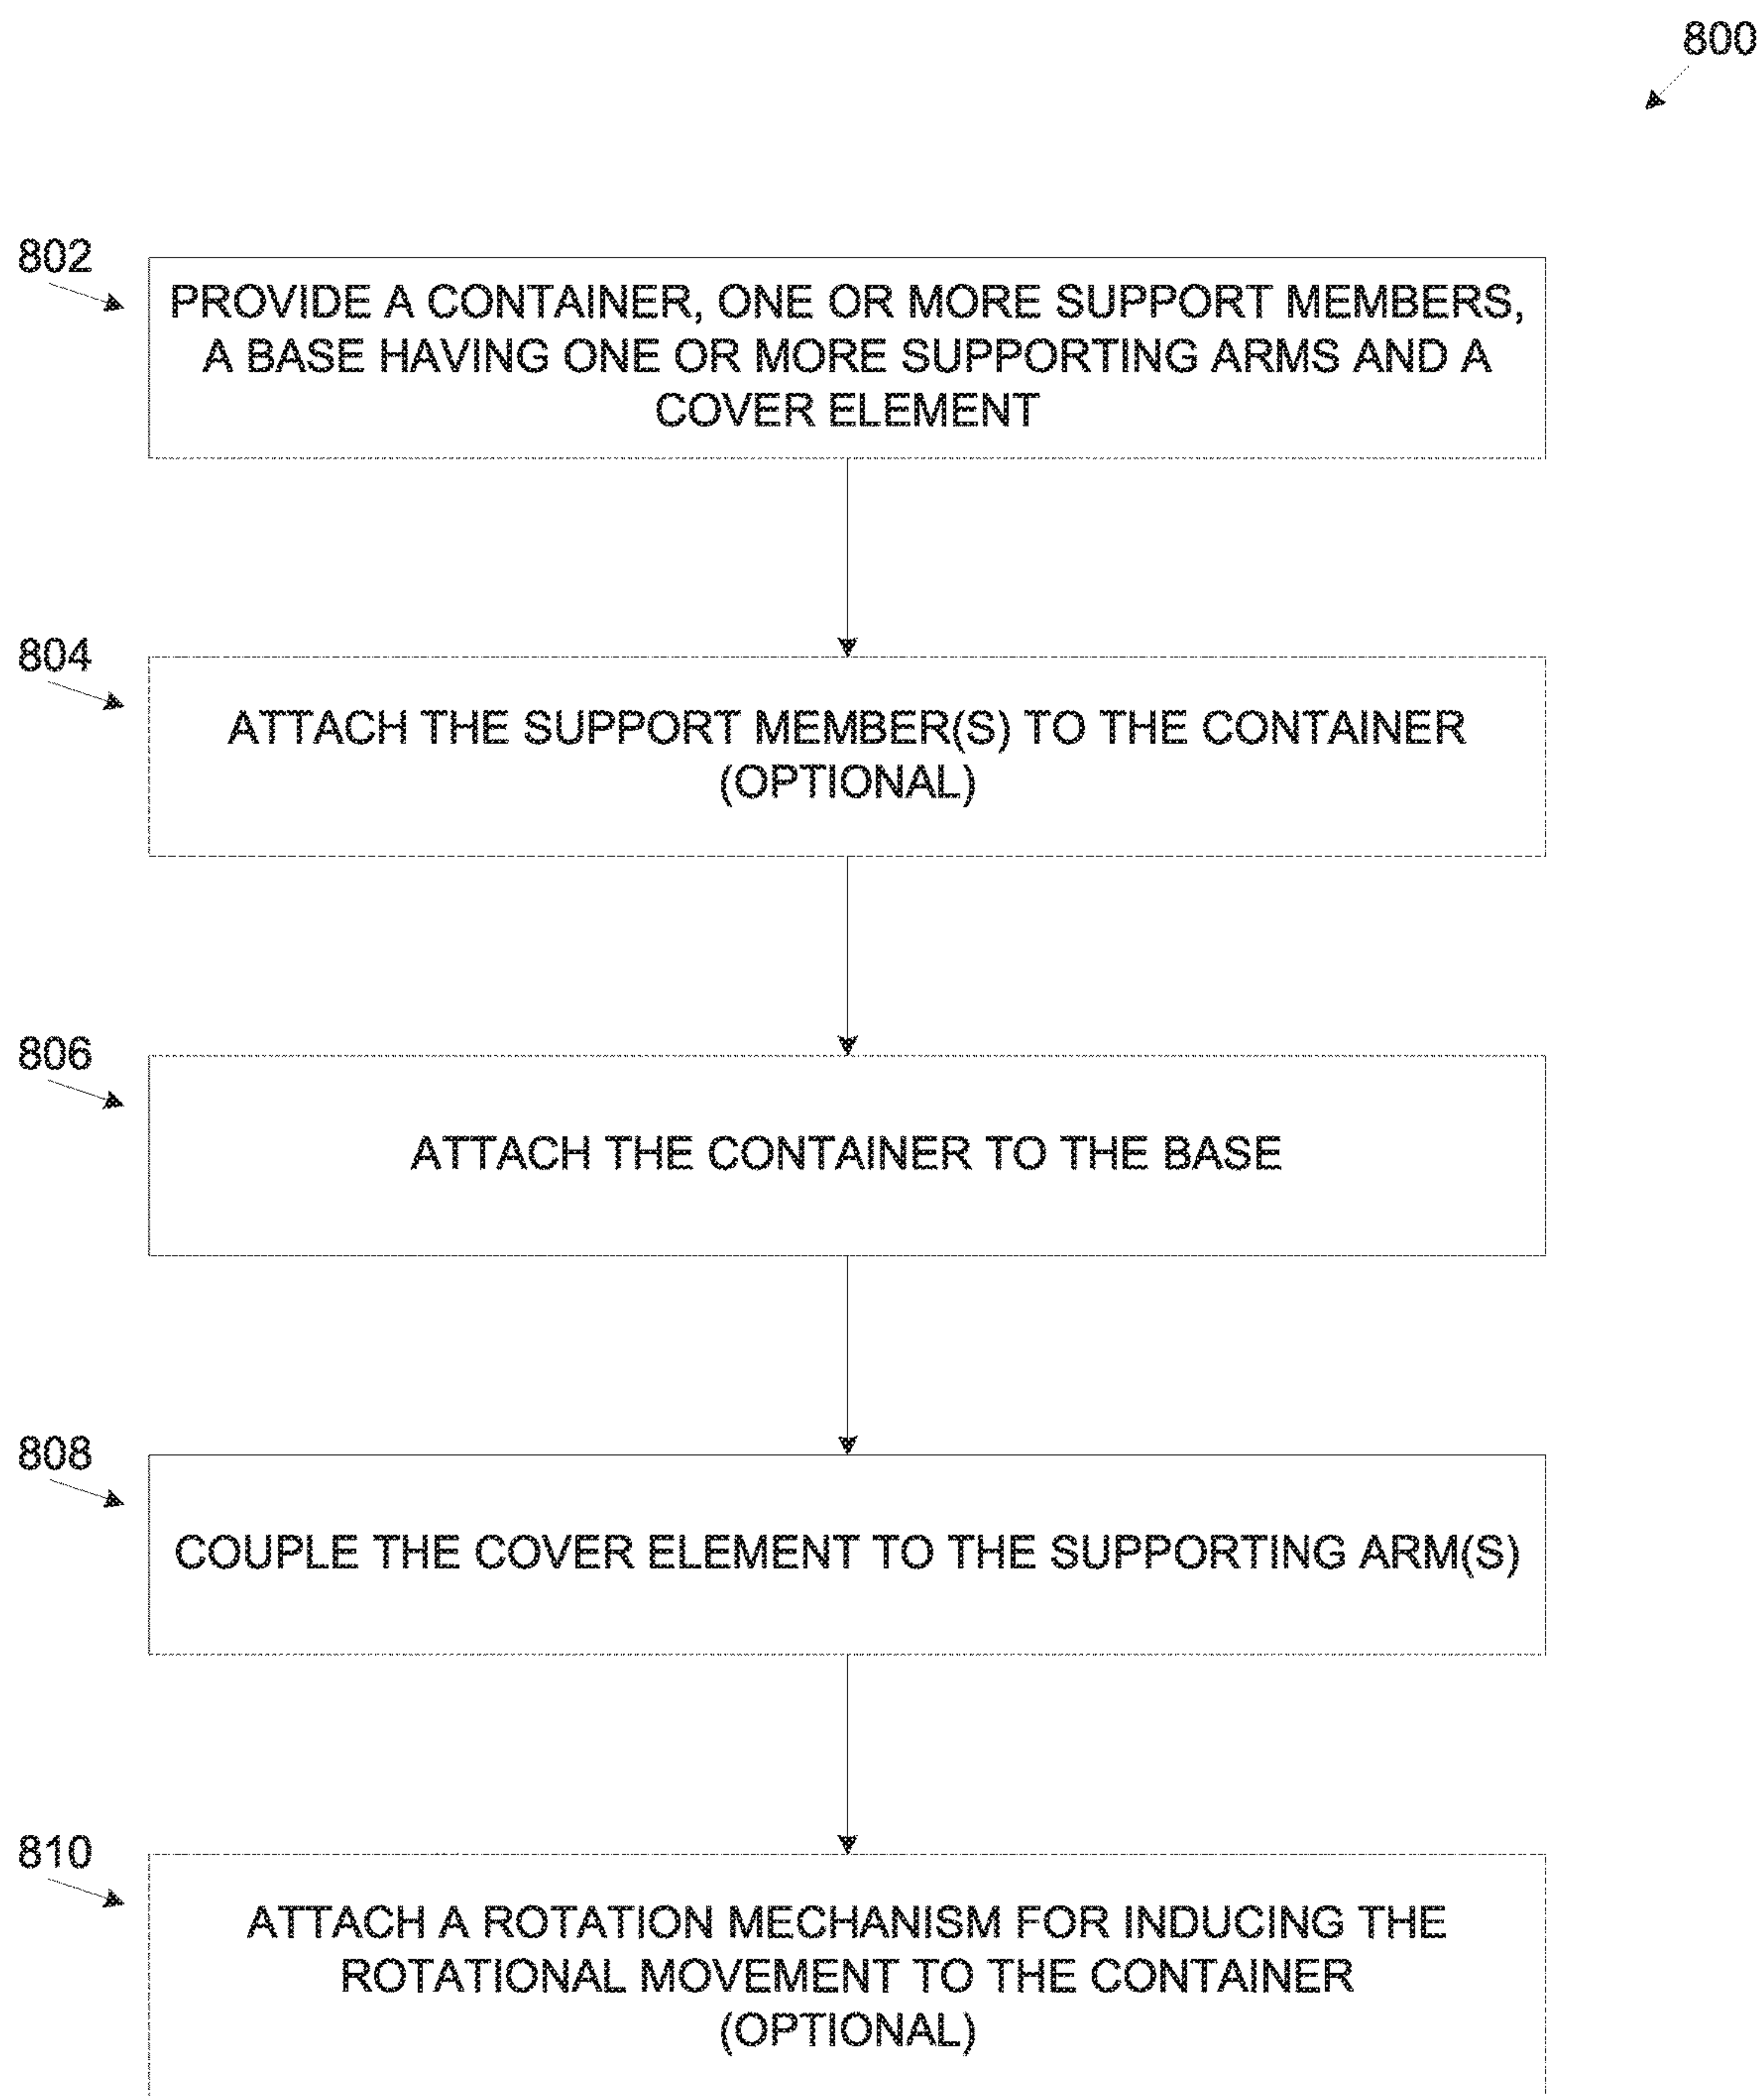 800
802
PROVIDE A CONTAINER, ONE OR MORE SUPPORT MEMBERS,
A BASE HAVING ONE OR MORE SUPPORTING ARMS AND A
COVER ELEMENT
804
ATTACH THE SUPPORT MEMBER(S) TO THE CONTAINER
(OPTIONAL)
806
ATTACH THE CONTAINER TO THE BASE
808
COUPLE THE COVER ELEMENT TO THE SUPPORTING ARM(S)
810
ATTACH A ROTATION MECHANISM FOR INDUCING THE
ROTATIONAL MOVEMENT TO THE CONTAINER
(OPTIONAL)